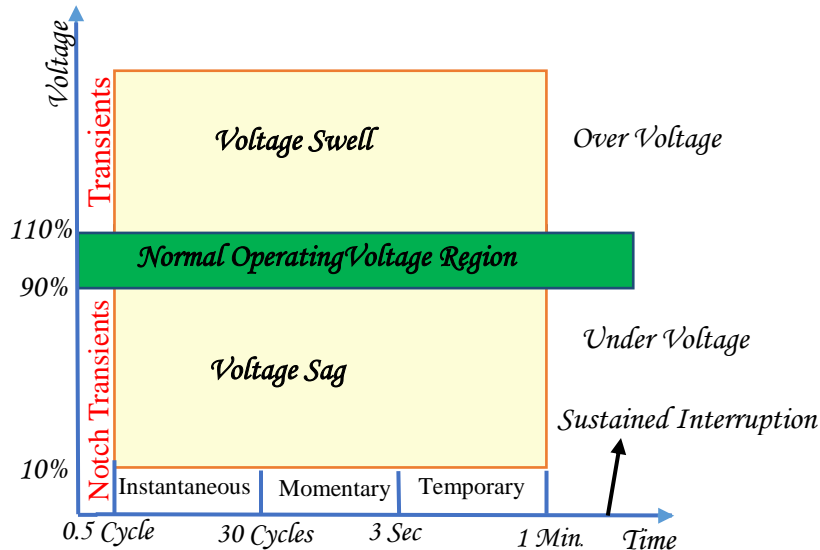 Voltage
Transients
Voltage Swell
Over Voltage
110%
Normal OperatingVoltage Region
90%
Notch Transients
Under Voltage
Voltage Sag
Sustained Interruption
10%
Instantaneous
Momentary
Temporary
0.5 Cycle
30 Cycles
3 Sec
1 Min.
Time